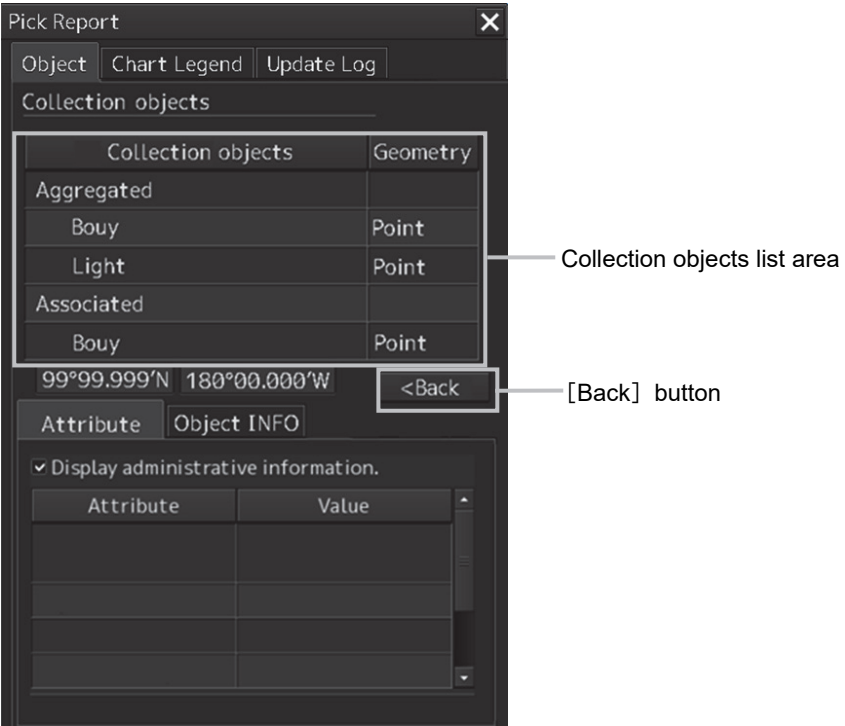 Pick Report
Object Chart Legend Update Log
Collection objects
Collection objects Geometry
Aggregated
Bouy Point
Light Point
Collection objects list area
Associated
Bouy Point
99°99.999′N 180°00.000′W <Back
［Back］ button
Attribute Object INFO
Display administrative information.
Attribute Value